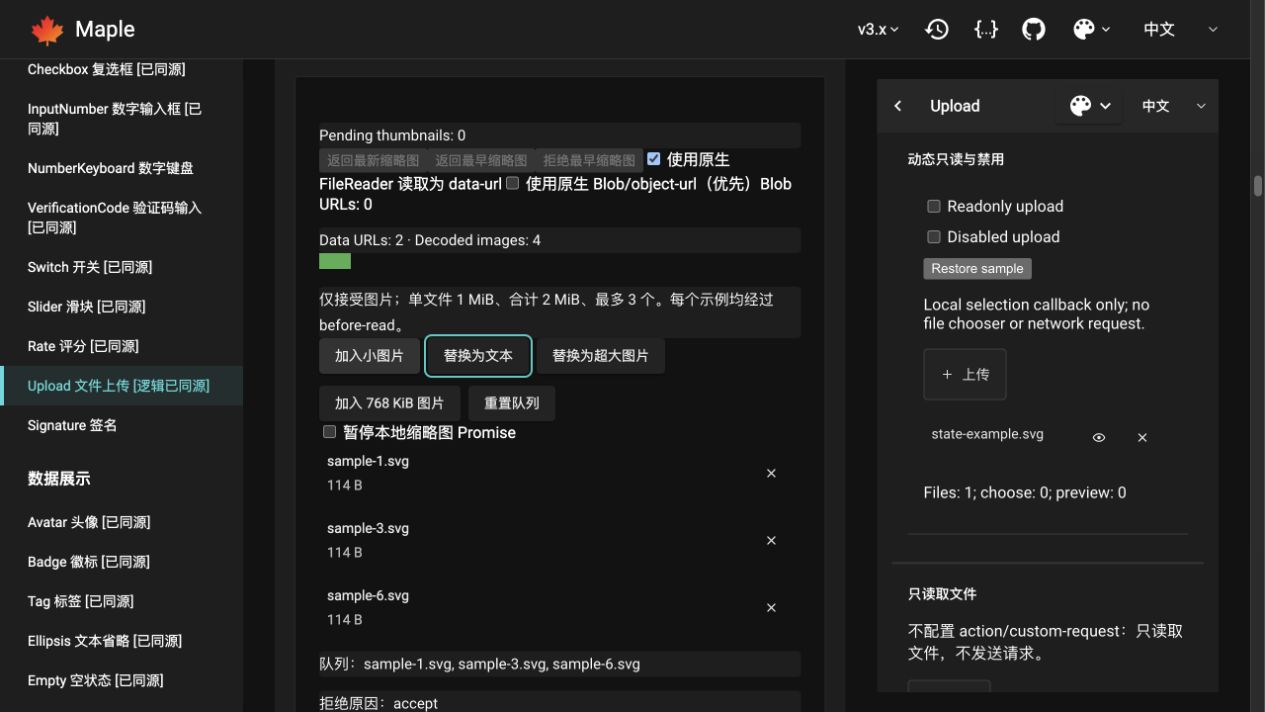 Maple
v3.x
{...}
中文
Checkbox 复选框 [已同源]
InputNumber 数字输入框 [已
同源]
NumberKeyboard 数字键盘
VerificationCode 验证码输入
[已同源]
Switch 开关 [已同源]
Slider 滑块 [已同源]
Rate 评分 [已同源]
Upload 文件上传 [逻辑已同源]
Signature 签名
数据展示
Avatar 头像 [已同源]
Badge 徽标 [已同源]
Tag 标签 [已同源]
Ellipsis 文本省略 [已同源]
Empty 空状态 [已同源]
Pending thumbnails: 0
返回最新缩略图 返回最早缩略图 拒绝最早缩略图 使用原生
FileReader 读取为 data-url 使用原生 Blob/object-url（优先）Blob
URLs: 0
Data URLs: 2 · Decoded images: 4
仅接受图片；单文件 1 MiB、合计 2 MiB、最多 3 个。每个示例均经过
before-read。
加入小图片 替换为文本 替换为超大图片
加入 768 KiB 图片 重置队列
暂停本地缩略图 Promise
sample-1.svg
114 B
sample-3.svg
114 B
sample-6.svg
114 B
队列：sample-1.svg, sample-3.svg, sample-6.svg
拒绝原因：accept
Upload
中文
动态只读与禁用
Readonly upload
Disabled upload
Restore sample
Local selection callback only; no
file chooser or network request.
+ 上传
state-example.svg
Files: 1; choose: 0; preview: 0
只读取文件
不配置 action/custom-request：只读取
文件，不发送请求。